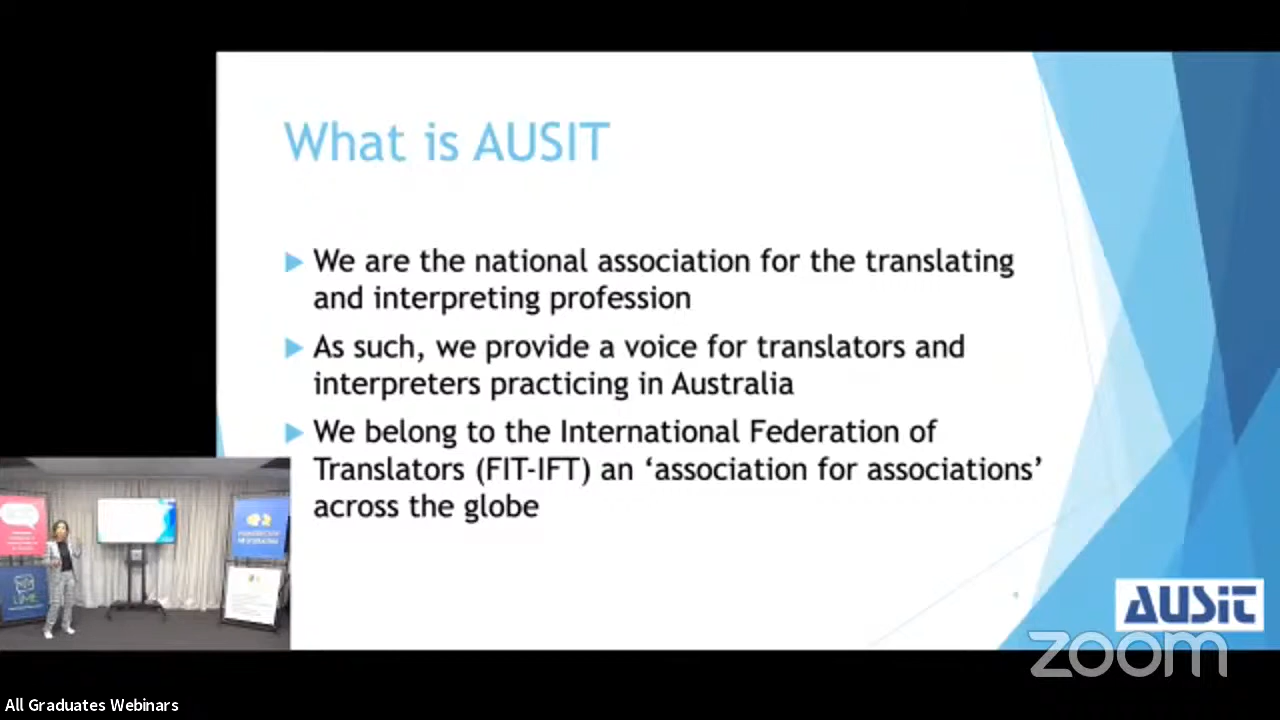 What is AUSIT
We are the national association for the translating
and interpreting profession
As such, we provide a voice for translators and
interpreters practicing in Australia
We belong to the International Federation of
Translators (FIT-IFT) an ‘association for associations’
across the globe
AUSiT
zoom
All Graduates Webinars